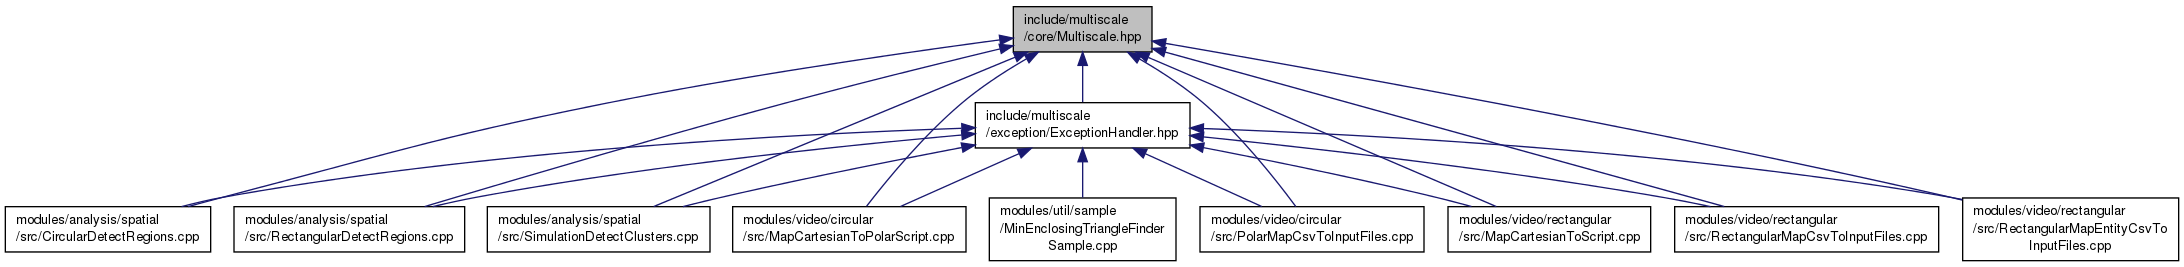 include/multiscale
/core/Multiscale.hpp
include/multiscale
/exception/ExceptionHandler.hpp
modules/analysis/spatial
/src/CircularDetectRegions.cpp
modules/analysis/spatial
/src/RectangularDetectRegions.cpp
modules/analysis/spatial
/src/SimulationDetectClusters.cpp
modules/video/circular
/src/MapCartesianToPolarScript.cpp
modules/util/sample
/MinEnclosingTriangleFinder
Sample.cpp
modules/video/circular
/src/PolarMapCsvToInputFiles.cpp
modules/video/rectangular
/src/MapCartesianToScript.cpp
modules/video/rectangular
/src/RectangularMapCsvToInputFiles.cpp
modules/video/rectangular
/src/RectangularMapEntityCsvTo
InputFiles.cpp